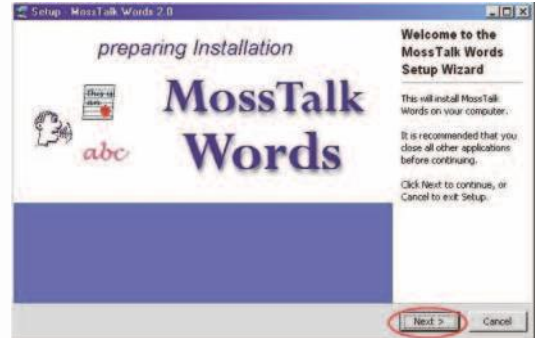 Setup - MossTalk Words 2.0
preparing Installation
MossTalk
Words
abc
Welcome to the
MossTalk Words
Setup Wizard
This will install MossTalk
Words on your computer.
It is recommended that you
close all other applications
before continuing.
Click Next to continue, or
Cancel to exit Setup.
Next >
Cancel